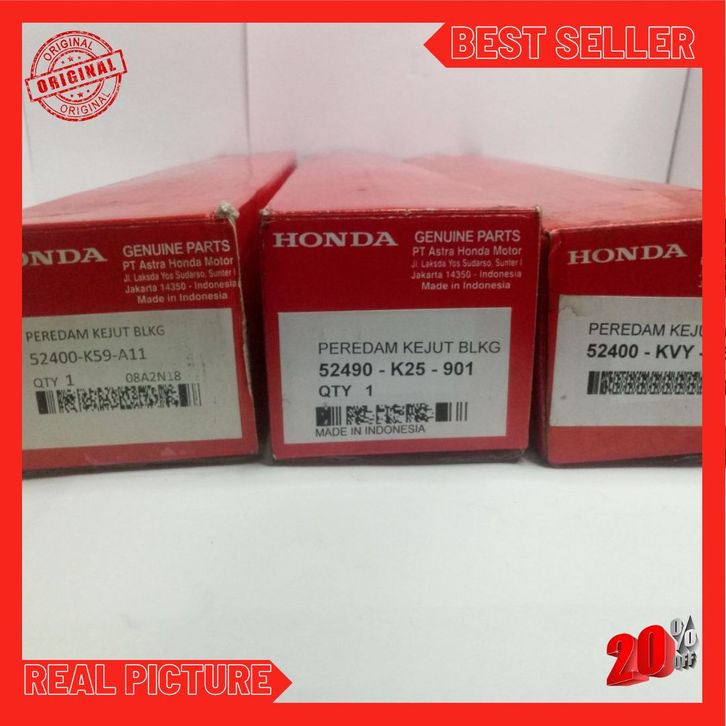 ORIGINAL
ORIGINAL
ORIGINAL
BEST SELLER
HONDA
GENUINE PARTS
PT Astra Honda Motor
Jl. Laksda Yos Sudarso, Sunter I
Jakarta 14350 - Indonesia
Made in Indonesia
PEREDAM KEJUT BLKG
52400-K59-A11
QTY 1
08A2N18
HONDA
GENUINE PARTS
PT Astra Honda Motor
Jl. Laksda Yos Sudarso, Sunter I
Jakarta 14350 - Indonesia
Made in Indonesia
PEREDAM KEJUT BLKG
52490 - K25 - 901
QTY 1
MADE IN INDONESIA
HONDA
PEREDAM
52400 - KVY -
REAL PICTURE
20% OFF